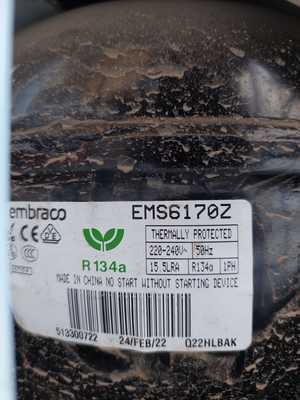 embraco
EMS6170Z
THERMALLY PROTECTED
220-240V~ 50Hz
R 134a
15.5LRA R134a 1PH
MADE IN CHINA NO START WITHOUT STARTING DEVICE
513300722 24/FEB/22 Q22HLBAK